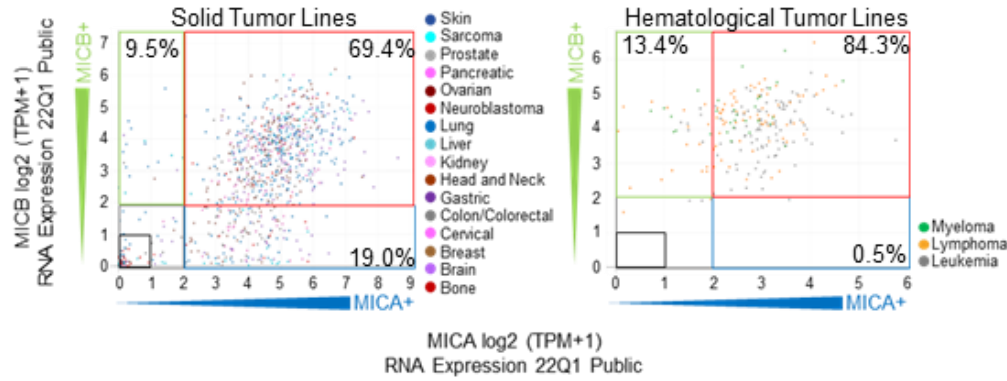 Solid Tumor Lines
MICB log2 (TPM+1)
RNA Expression 22Q1 Public
MICB+
7
6
5
4
3
2
1
0
9.5%
69.4%
19.0%
0 1 2 3 4 5 6 7 8 9
MICA+
Skin
Sarcoma
Prostate
Pancreatic
Ovarian
Neuroblastoma
Lung
Liver
Kidney
Head and Neck
Gastric
Colon/Colorectal
Cervical
Breast
Brain
Bone
Hematological Tumor Lines
MICB+
6
5
4
3
2
1
0
13.4%
84.3%
0.5%
0 1 2 3 4 5 6
MICA+
Myeloma
Lymphoma
Leukemia
MICA log2 (TPM+1)
RNA Expression 22Q1 Public